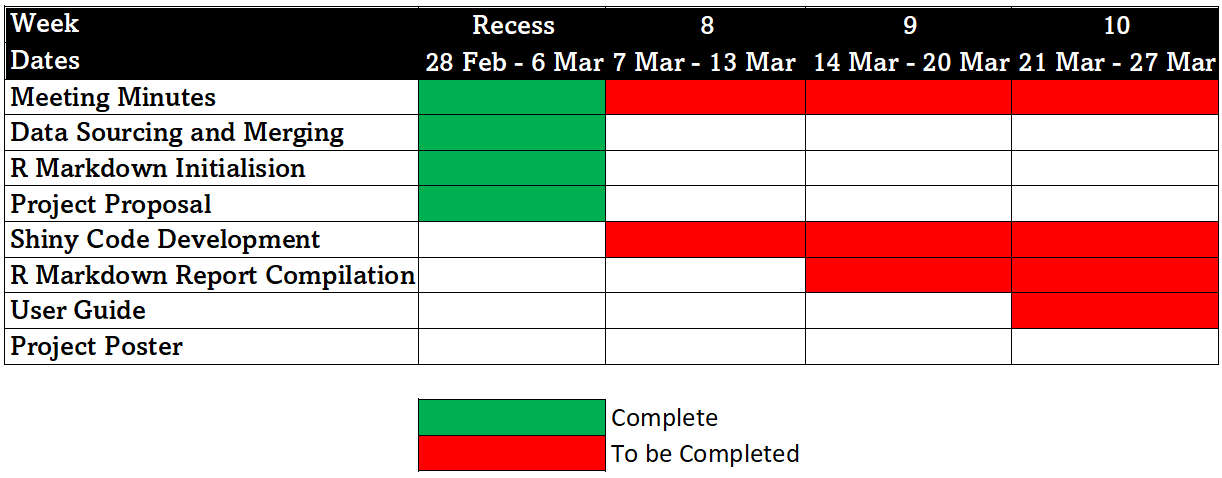 Week Recess 8 9 10
Dates 28 Feb - 6 Mar 7 Mar - 13 Mar 14 Mar - 20 Mar 21 Mar - 27 Mar
Meeting Minutes
Data Sourcing and Merging
R Markdown Initialision
Project Proposal
Shiny Code Development
R Markdown Report Compilation
User Guide
Project Poster
Complete
To be Completed